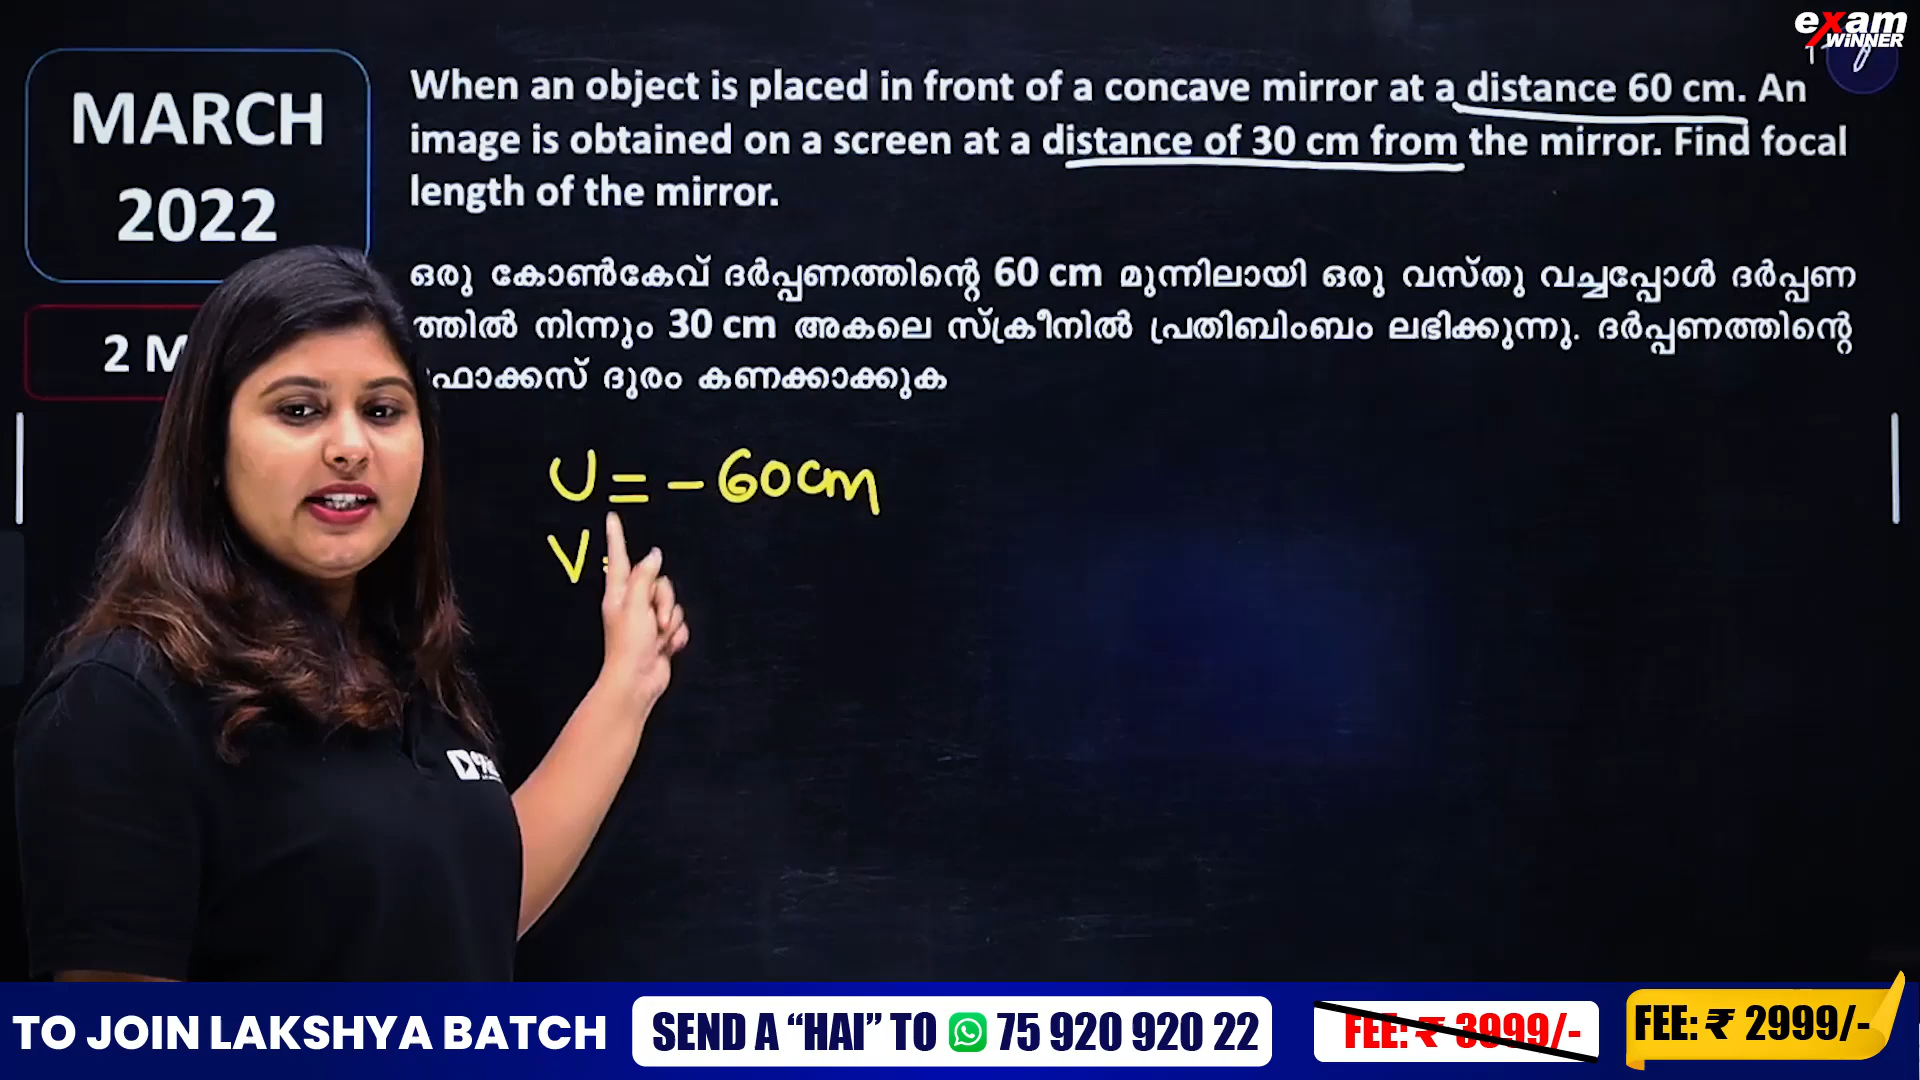 exam
WINNER
MARCH
2022
When an object is placed in front of a concave mirror at a distance 60 cm. An
image is obtained on a screen at a distance of 30 cm from the mirror. Find focal
length of the mirror.
ഒരു കോൺകേവ് ദർപ്പണത്തിന്റെ 60 cm മുന്നിലായി ഒരു വസ്തു വച്ചപ്പോൾ ദർപ്പണ
ത്തിൽ നിന്നും 30 cm അകലെ സ്ക്രീനിൽ പ്രതിബിംബം ലഭിക്കുന്നു. ദർപ്പണത്തിന്റെ
ഫോക്കസ് ദൂരം കണക്കാക്കുക
2 M
U = - 60cm
V =
TO JOIN LAKSHYA BATCH
SEND A “HAI” TO 75 920 920 22
FEE: ₹ 3999/-
FEE: ₹ 2999/-